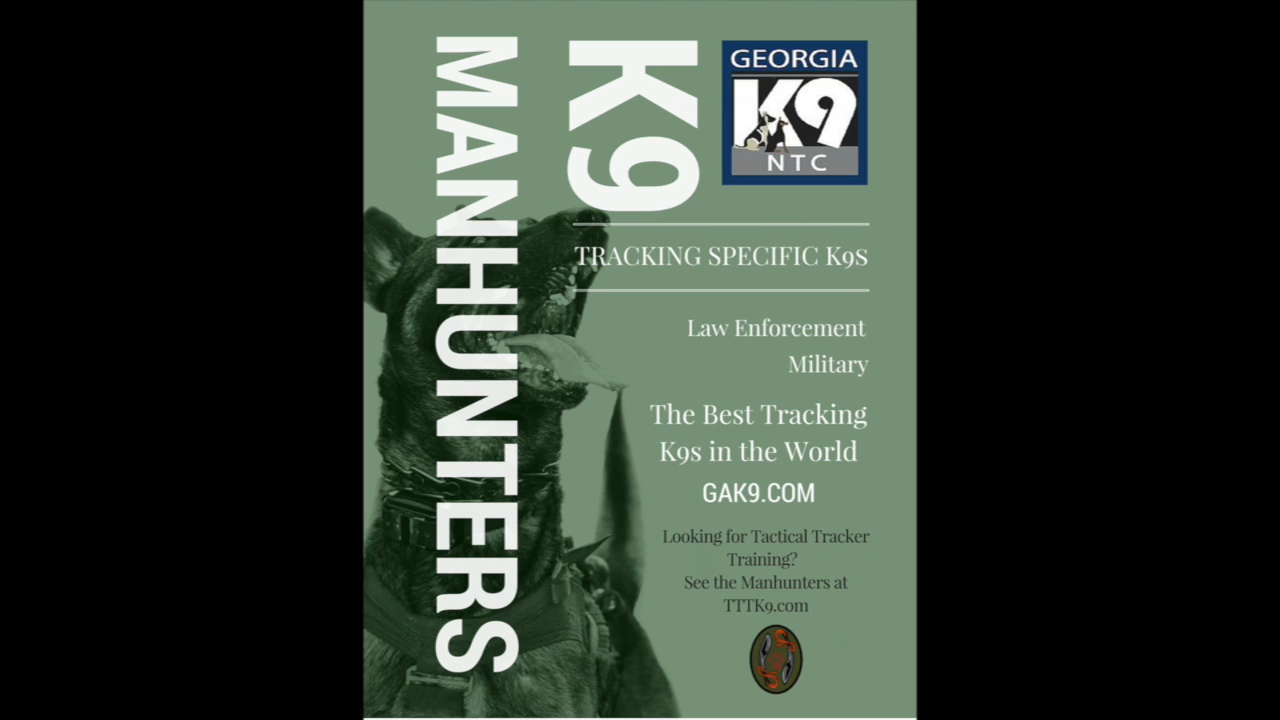 K9
MANHUNTERS
GEORGIA
K9
NTC
TRACKING SPECIFIC K9S
Law Enforcement
Military
The Best Tracking
K9s in the World
GAK9.COM
Looking for Tactical Tracker
Training?
See the Manhunters at
TTTK9.com